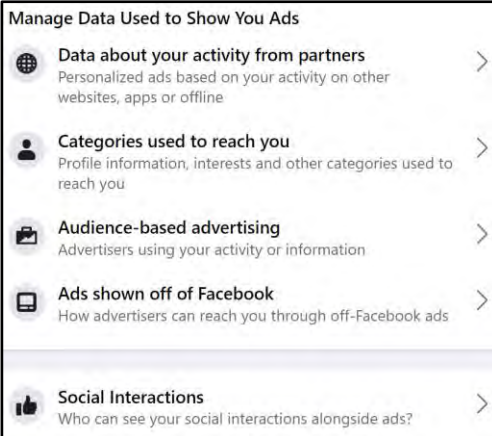 Manage Data Used to Show You Ads
Data about your activity from partners
Personalized ads based on your activity on other
websites, apps or offline
Categories used to reach you
Profile information, interests and other categories used to
reach you
Audience-based advertising
Advertisers using your activity or information
Ads shown off of Facebook
How advertisers can reach you through off-Facebook ads
Social Interactions
Who can see your social interactions alongside ads?